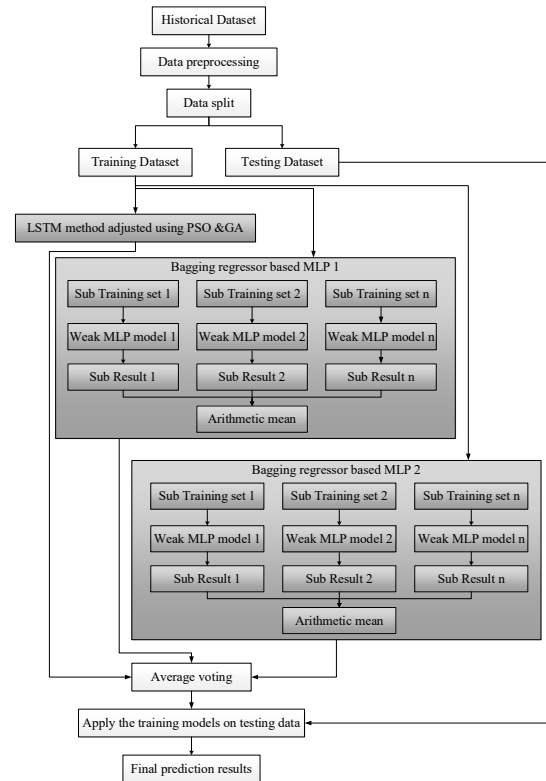 Historical Dataset
Data preprocessing
Data split
Training Dataset
Testing Dataset
LSTM method adjusted using PSO &GA
Bagging regressor based MLP 1
Sub Training set 1
Sub Training set 2
Sub Training set n
Weak MLP model 1
Weak MLP model 2
Weak MLP model n
Sub Result 1
Sub Result 2
Sub Result n
Arithmetic mean
Bagging regressor based MLP 2
Sub Training set 1
Sub Training set 2
Sub Training set n
Weak MLP model 1
Weak MLP model 2
Weak MLP model n
Sub Result 1
Sub Result 2
Sub Result n
Arithmetic mean
Average voting
Apply the training models on testing data
Final prediction results